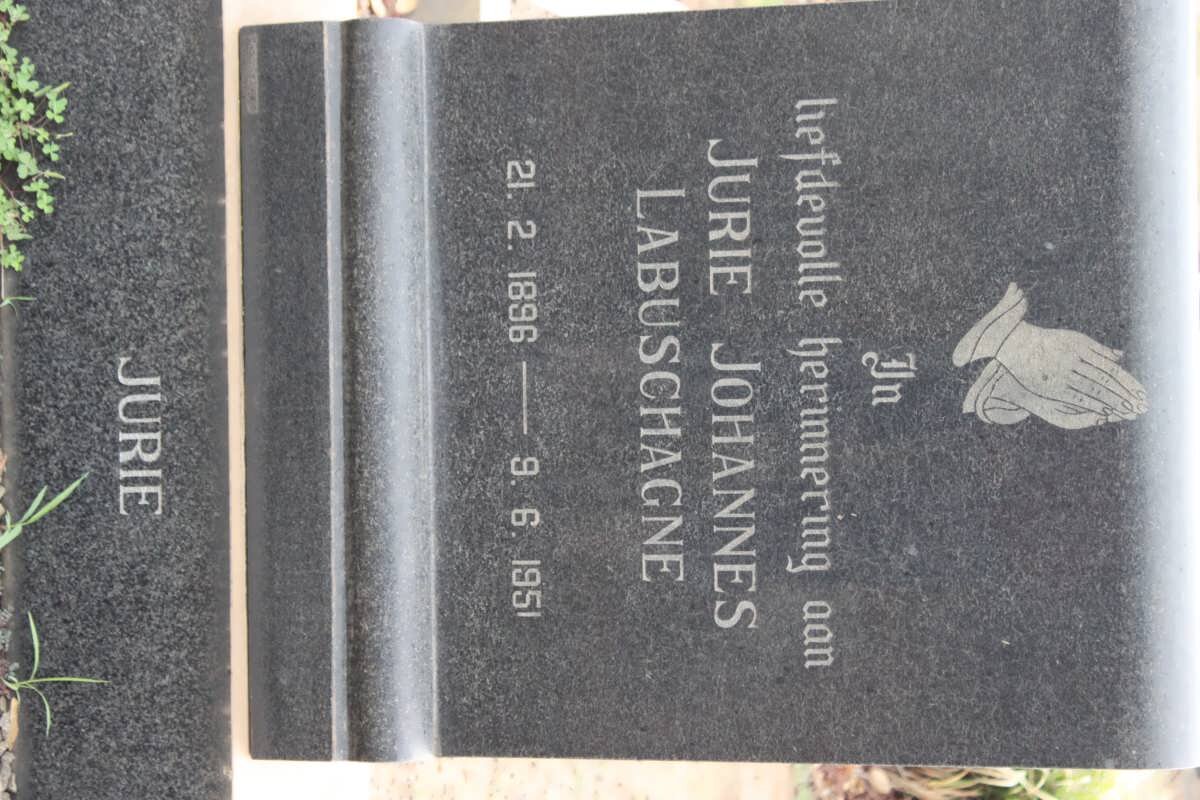 In
liefdevolle herinnering aan
JURIE JOHANNES
LABUSCHAGNE
21. 2. 1896 — 9. 6. 1951
JURIE